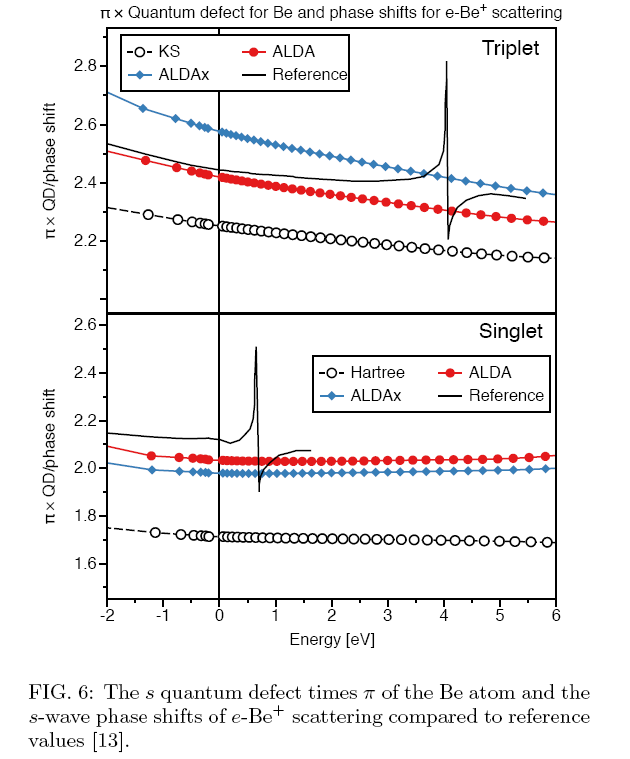 π × Quantum defect for Be and phase shifts for e-Be⁺ scattering
KS
ALDA
ALDAx
Reference
Triplet
2.8
2.6
2.4
2.2
π × QD/phase shift
Singlet
Hartree
ALDA
ALDAx
Reference
2.6
2.4
2.2
2.0
1.8
1.6
π × QD/phase shift
-2 -1 0 1 2 3 4 5 6
Energy [eV]
FIG. 6: The s quantum defect times π of the Be atom and the
s-wave phase shifts of e-Be⁺ scattering compared to reference
values [13].